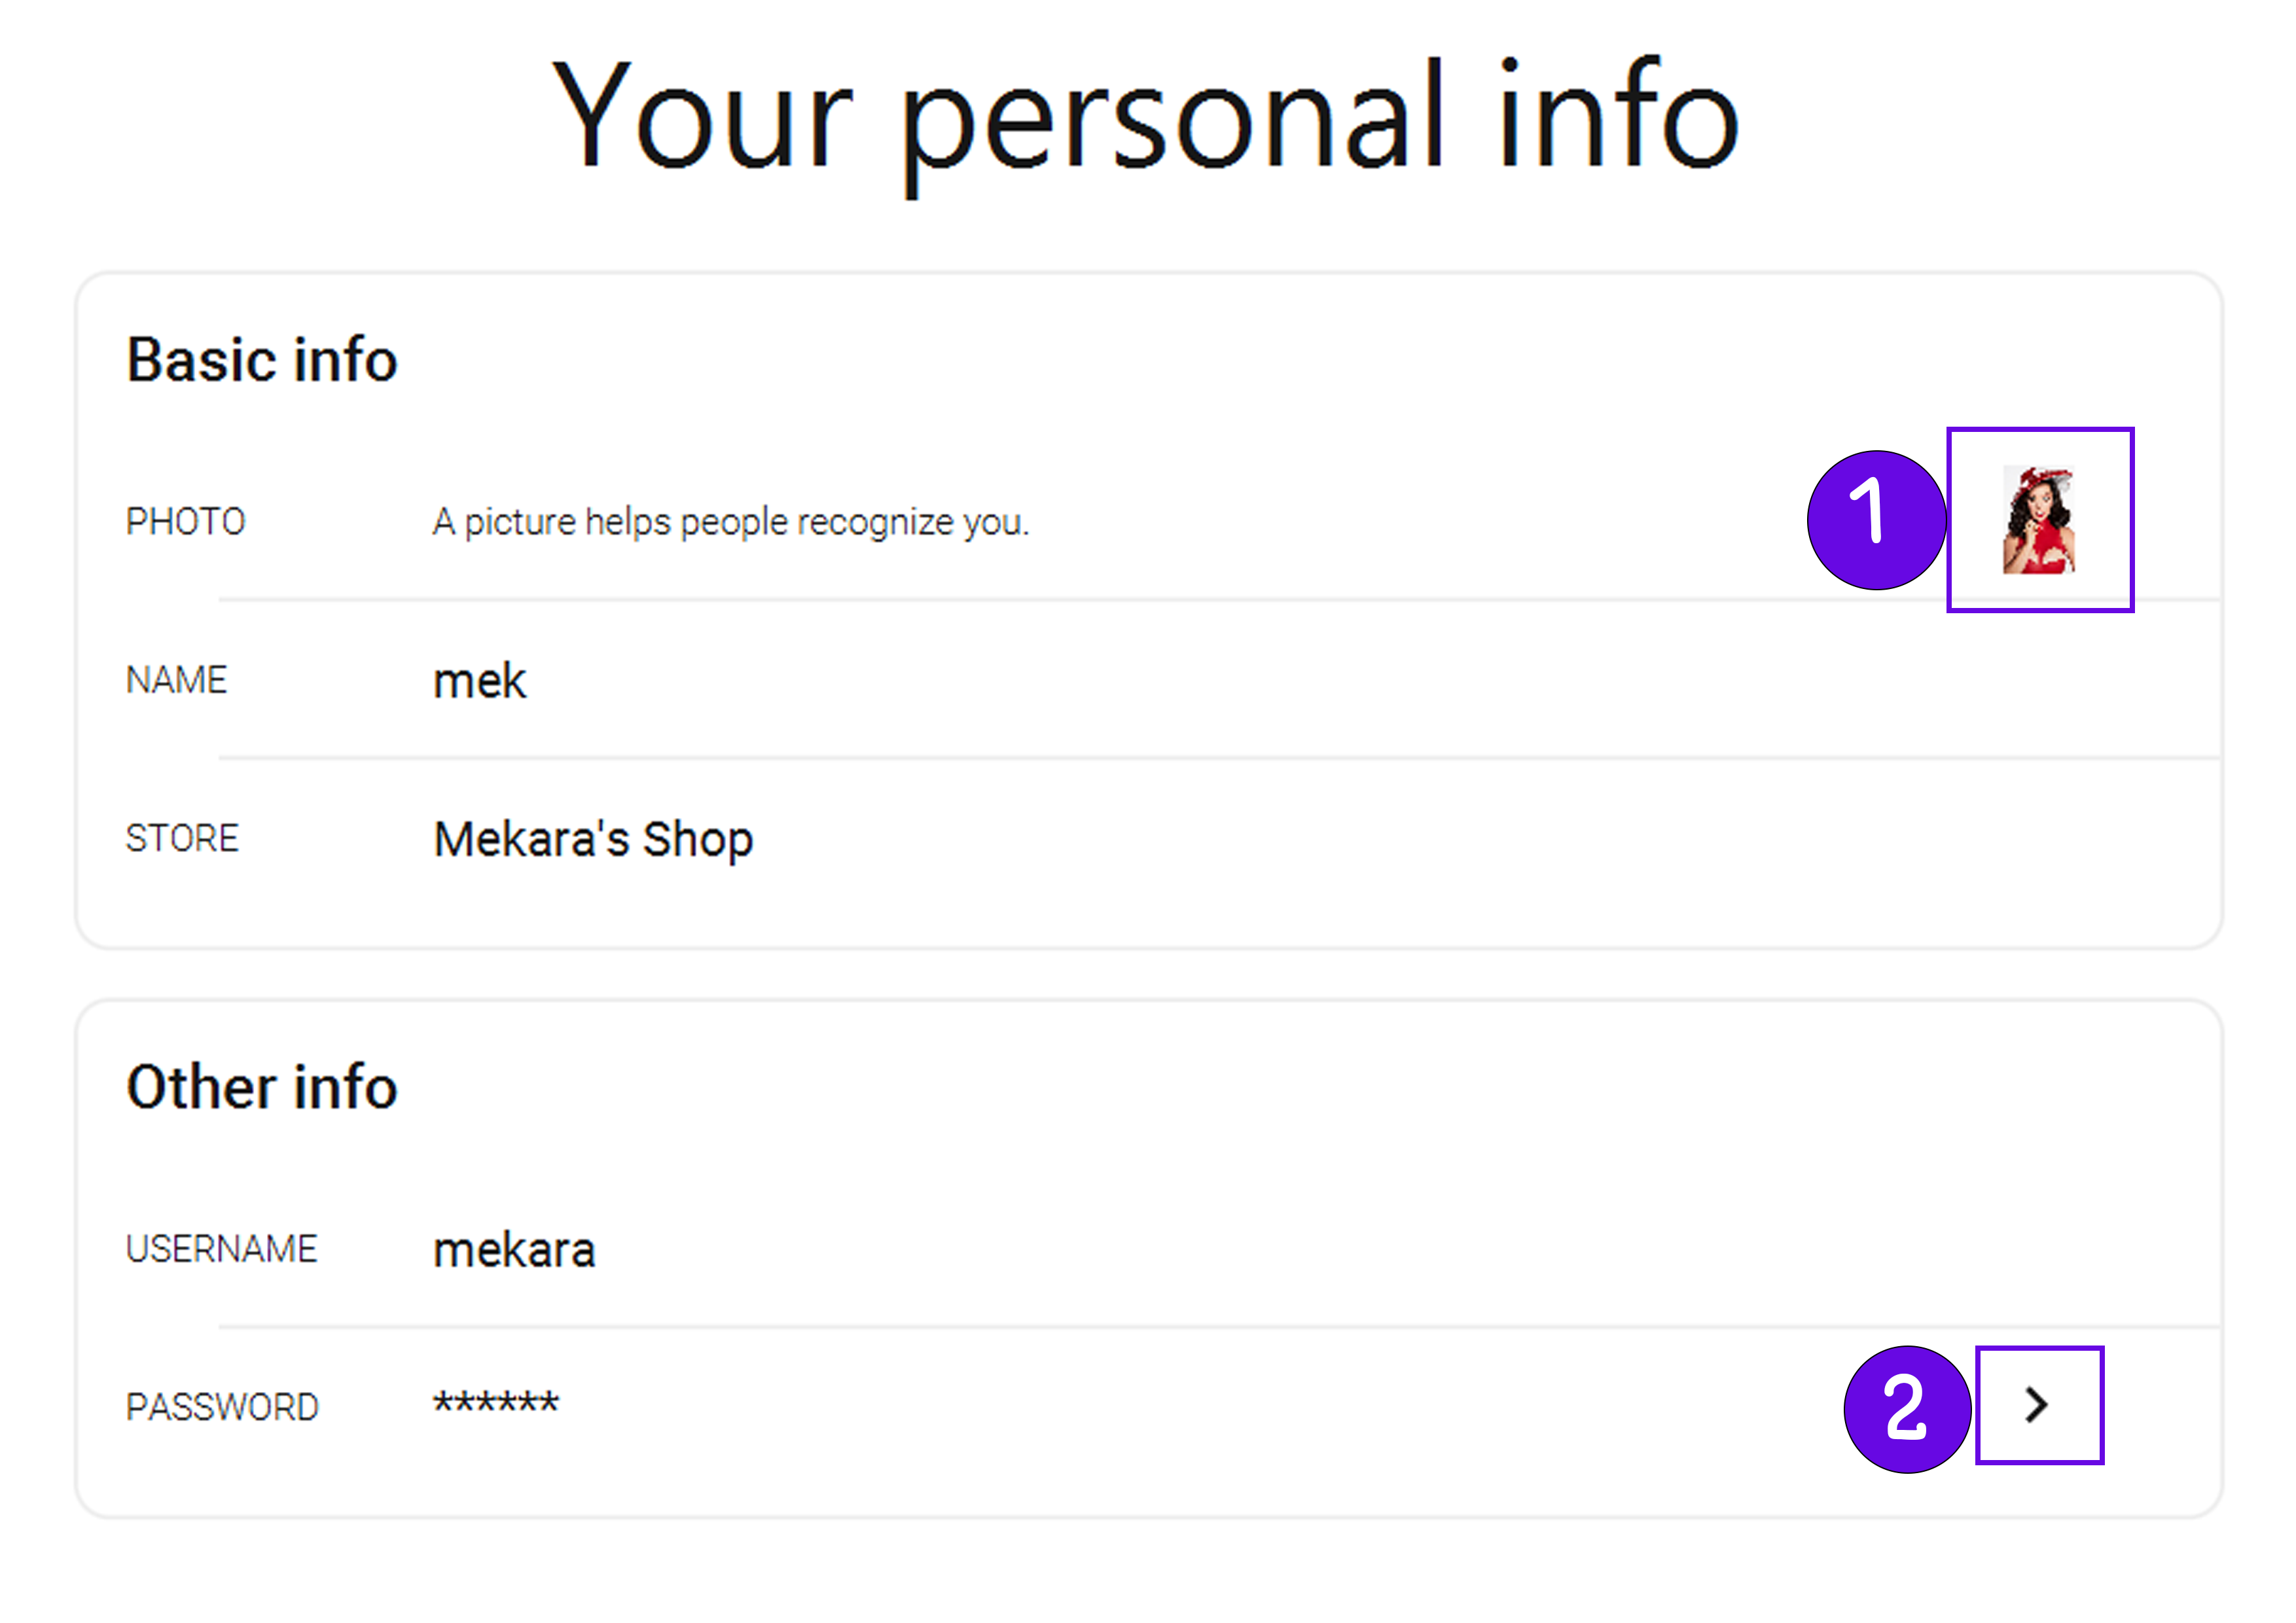 Your personal info
Basic info
PHOTO A picture helps people recognize you.
1
NAME mek
STORE Mekara's Shop
Other info
USERNAME mekara
PASSWORD ******
2